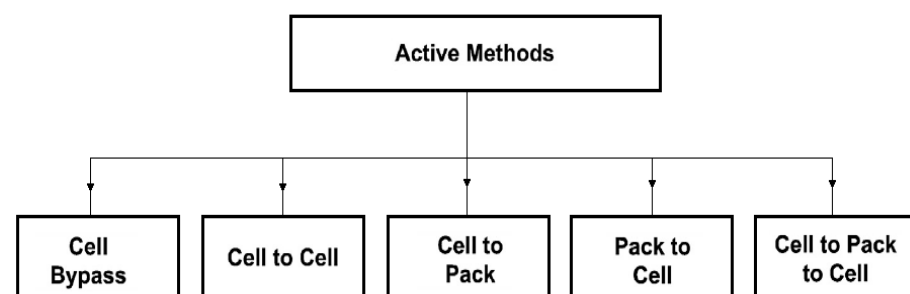 Active Methods
Cell
Bypass
Cell to Cell
Cell to
Pack
Pack to
Cell
Cell to Pack
to Cell